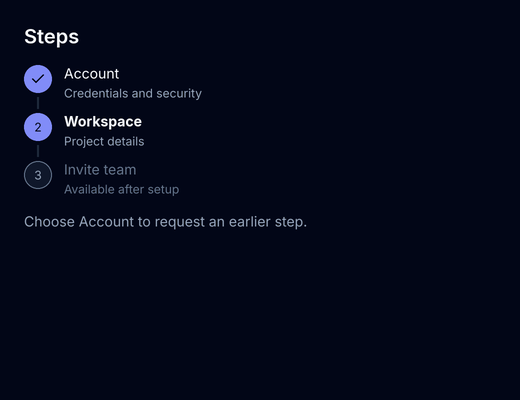 Steps
Account
Credentials and security
2
Workspace
Project details
3
Invite team
Available after setup
Choose Account to request an earlier step.